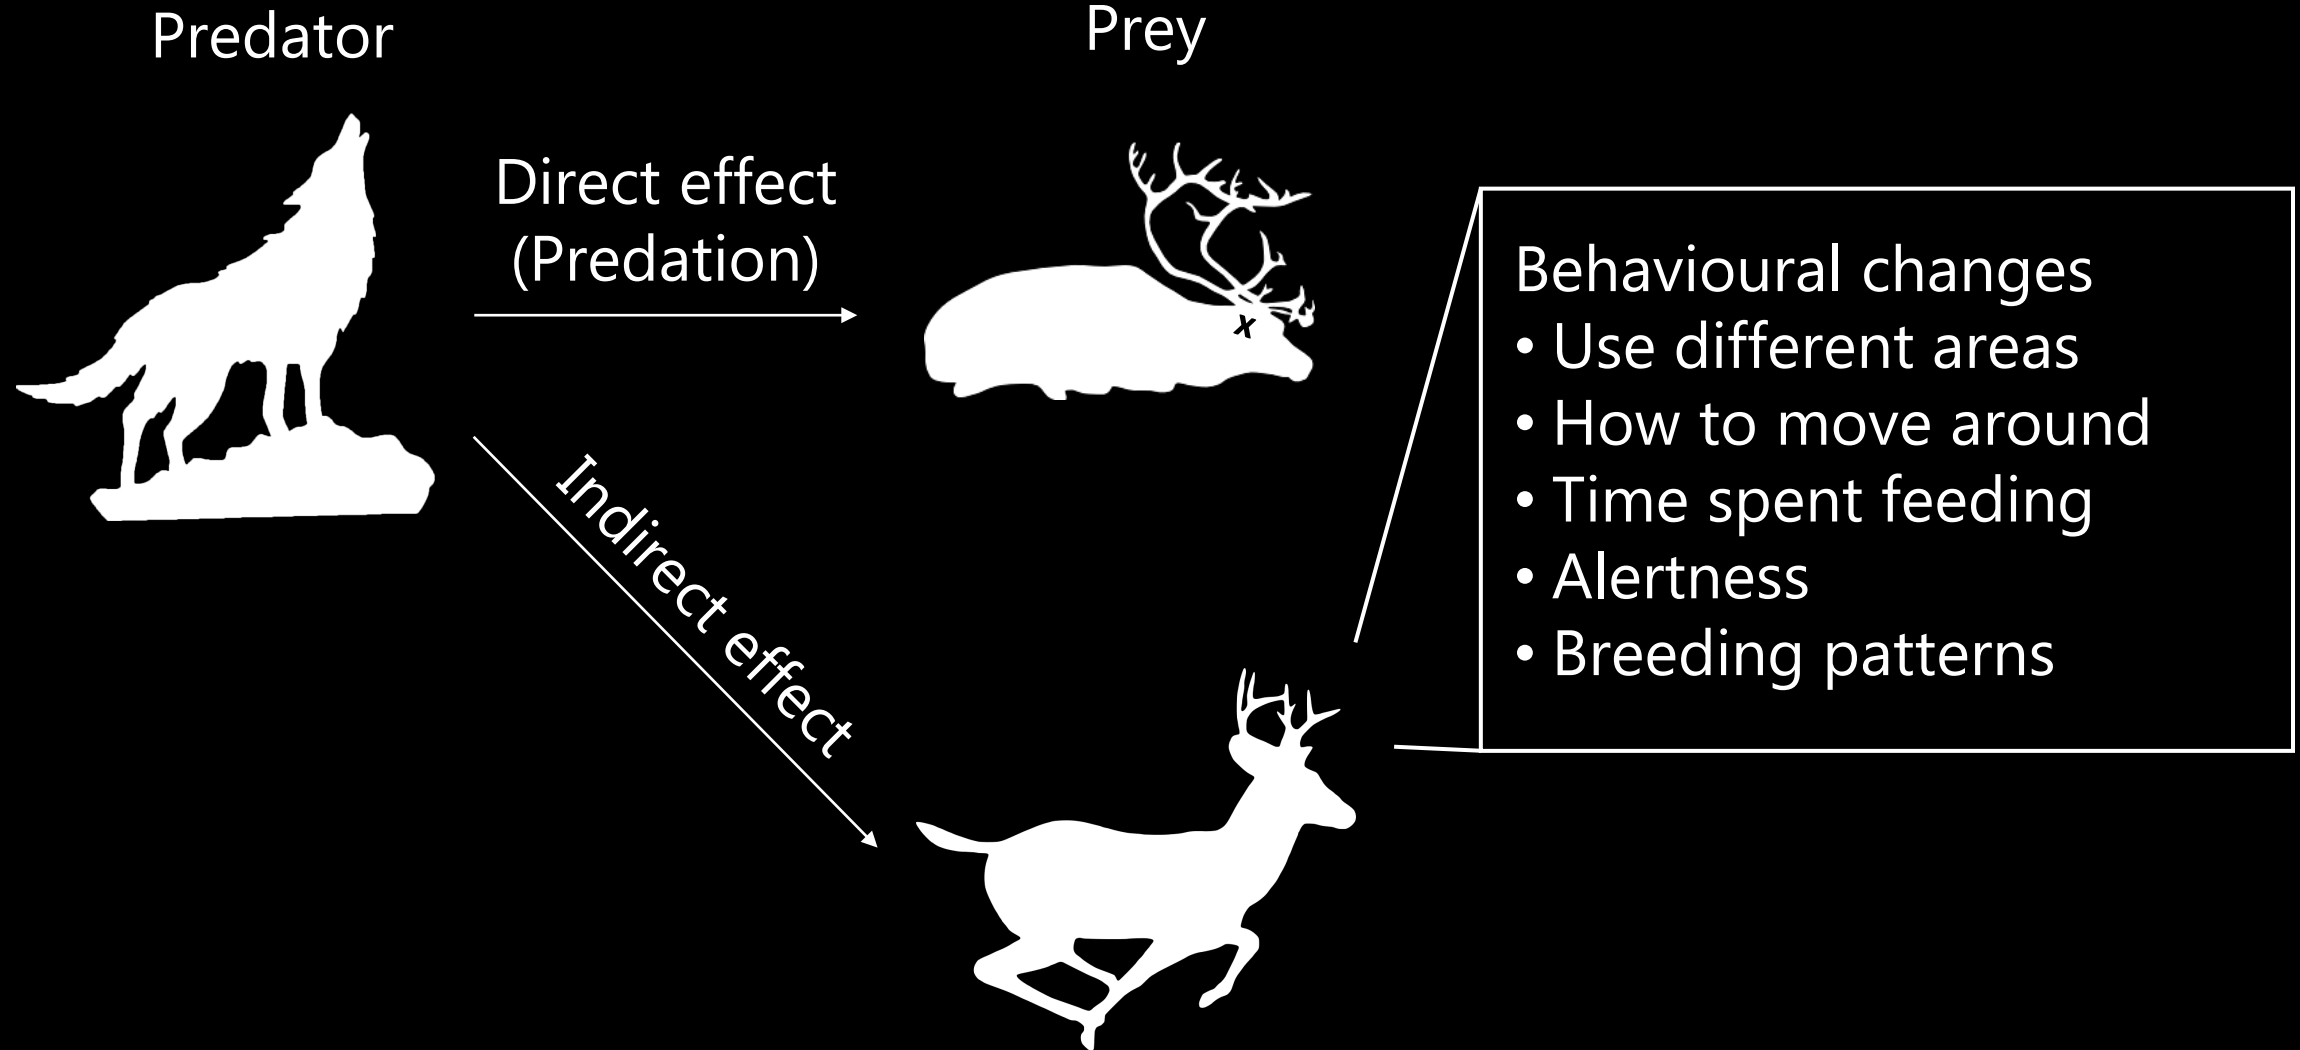 Predator
Prey
Direct effect
(Predation)
x
Indirect effect
Behavioural changes
• Use different areas
• How to move around
• Time spent feeding
• Alertness
• Breeding patterns